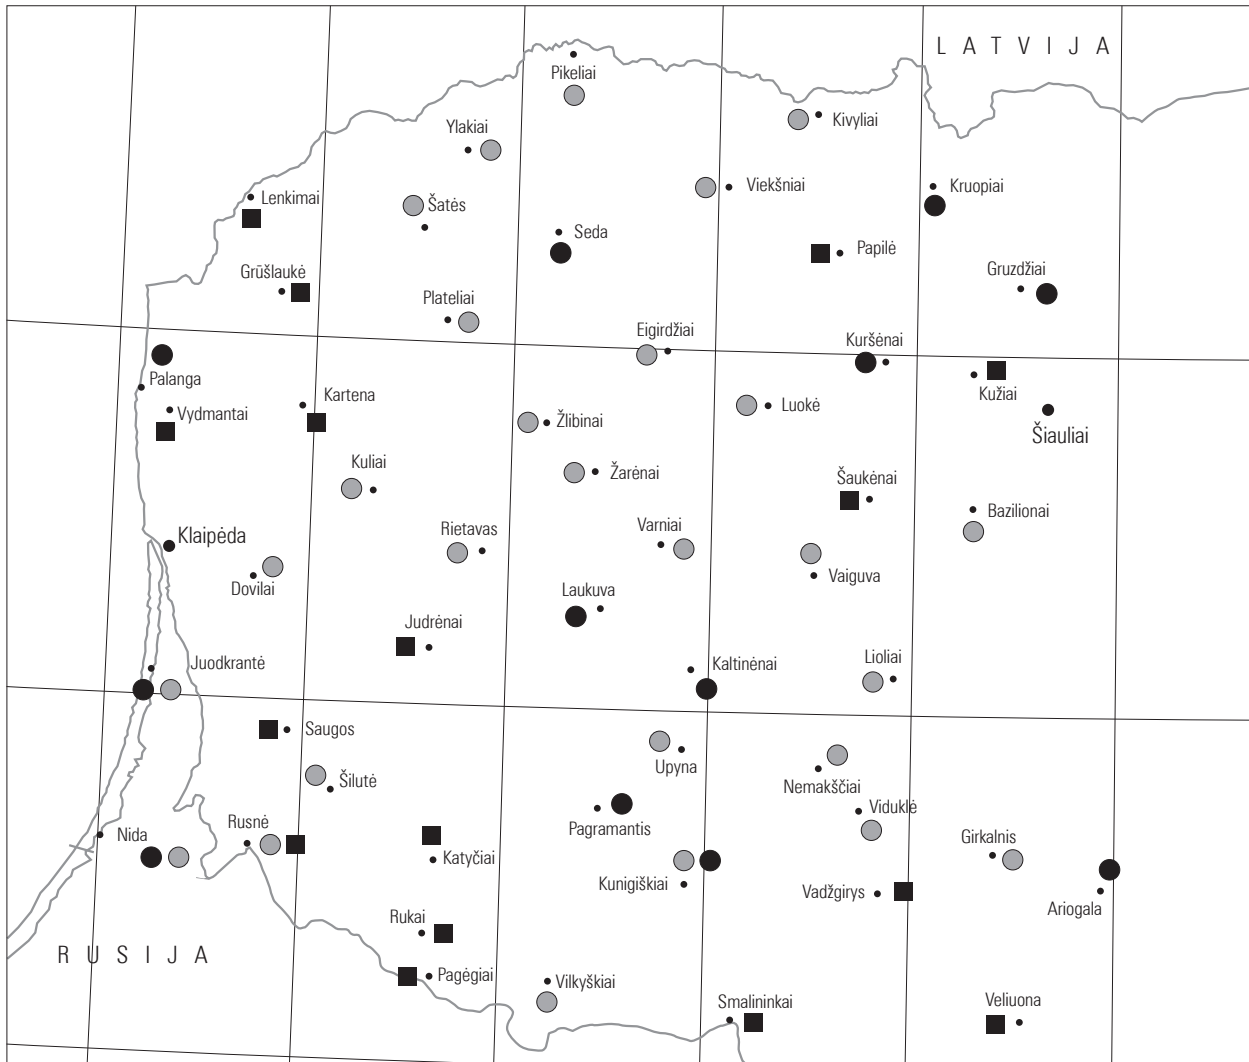 LATVIJA
Pikeliai
Ylakiai
Kivyliai
Viekšniai
Kruopiai
Lenkimai
Šatės
Seda
Papilė
Grūšlaukė
Gruzdžiai
Plateliai
Eigirdžiai
Kuršėnai
Palanga
Kužiai
Kartena
Vydmantai
Žlibinai
Luokė
Šiauliai
Kuliai
Žarėnai
Šaukėnai
Bazilionai
Klaipėda
Rietavas
Varniai
Dovilai
Vaiguva
Laukuva
Judrėnai
Juodkrantė
Kaltinėnai
Lioliai
Saugos
Upyna
Šilutė
Nemakščiai
Viduklė
Nida
Rusnė
Pagramantis
Girkalnis
Katyčiai
Kunigiškiai
Vadžgirys
Ariogala
Rukai
RUSIJA
Pagėgiai
Vilkyškiai
Smalininkai
Veliuona